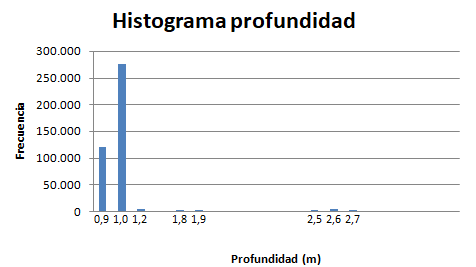 Histograma profundidad
Frecuencia
300.000
250.000
200.000
150.000
100.000
50.000
0
0,9 1,0 1,2 1,8 1,9 2,5 2,6 2,7
Profundidad (m)